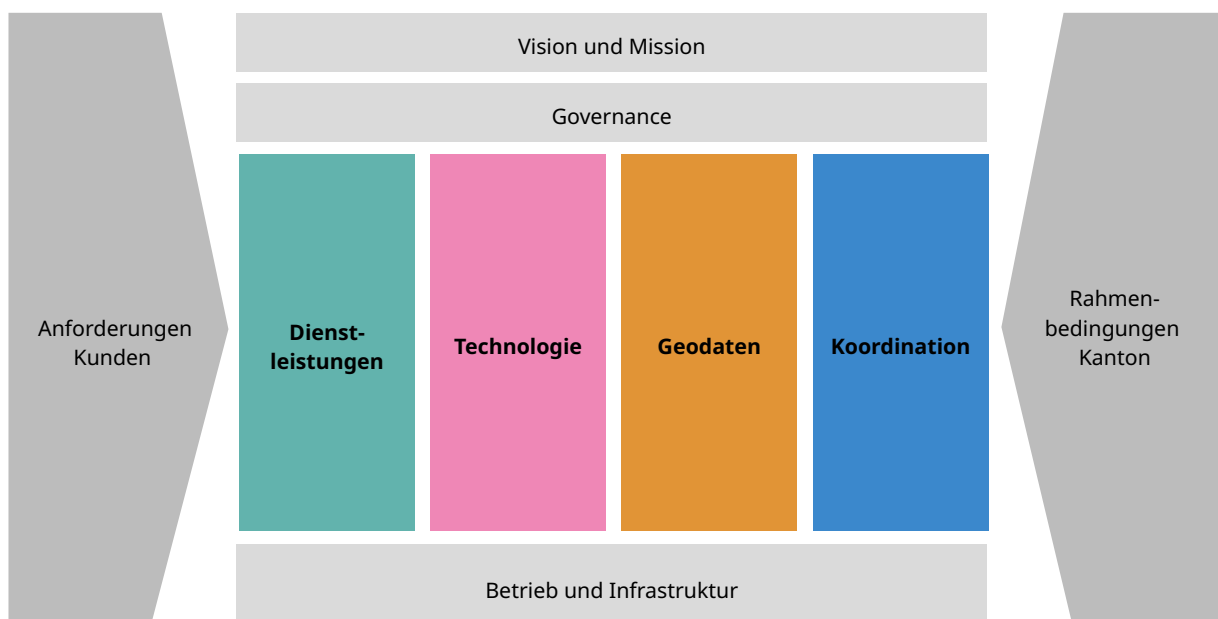 Vision und Mission
Governance
Anforderungen
Kunden
Dienst-
leistungen
Technologie
Geodaten
Koordination
Rahmen-
bedingungen
Kanton
Betrieb und Infrastruktur